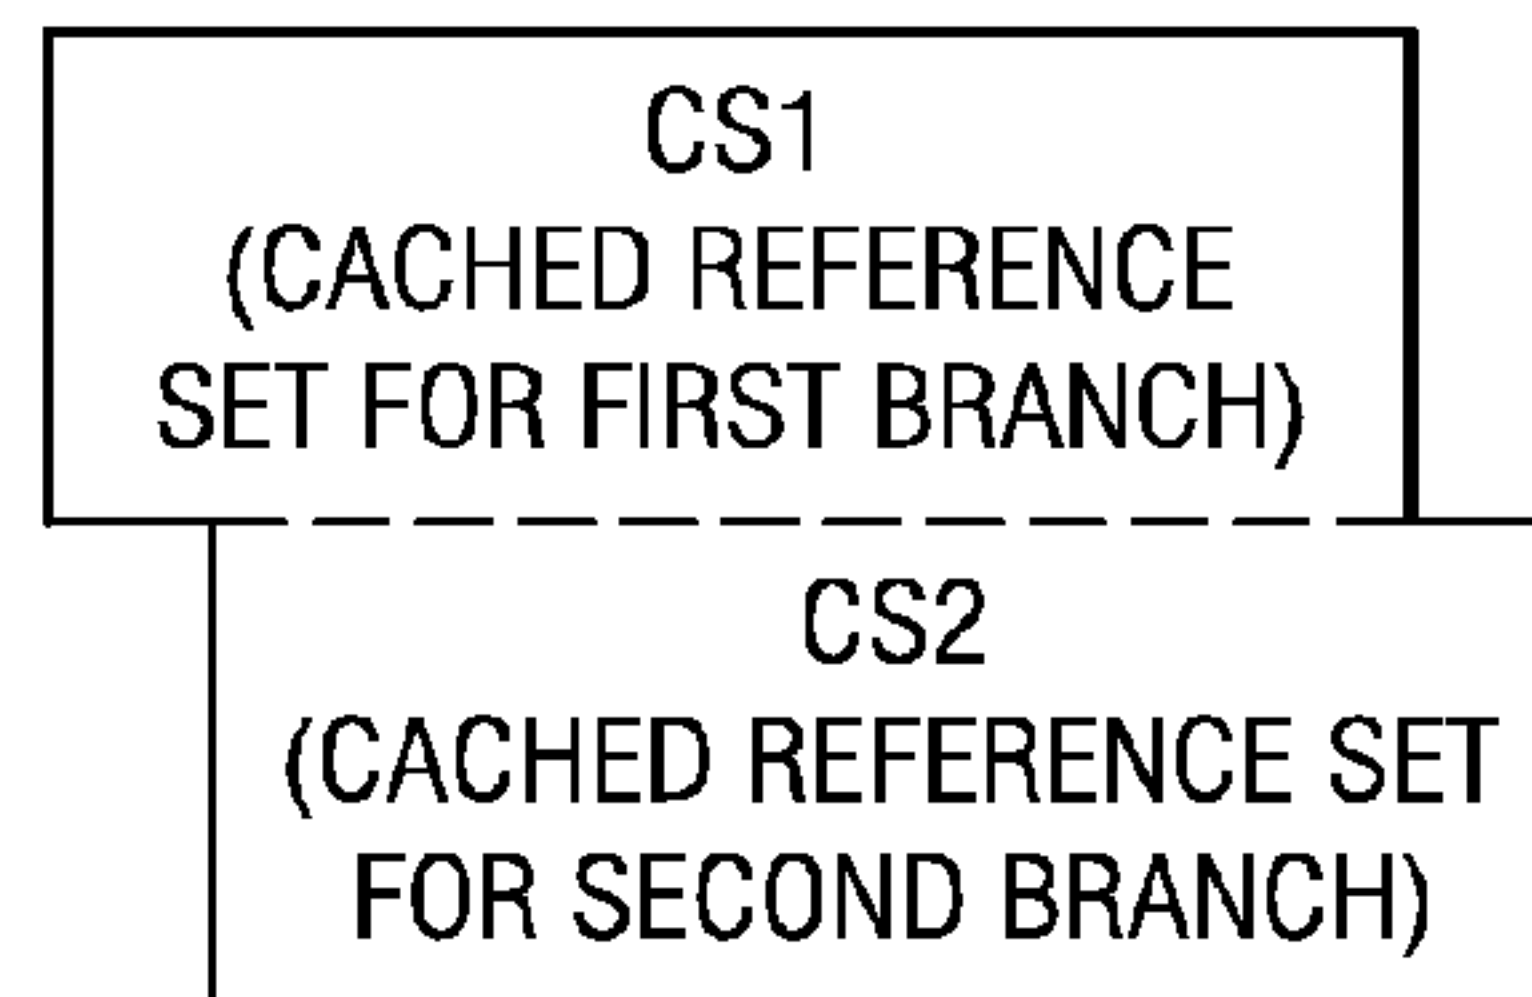 CS1
(CACHED REFERENCE
SET FOR FIRST BRANCH)
CS2
(CACHED REFERENCE SET
FOR SECOND BRANCH)